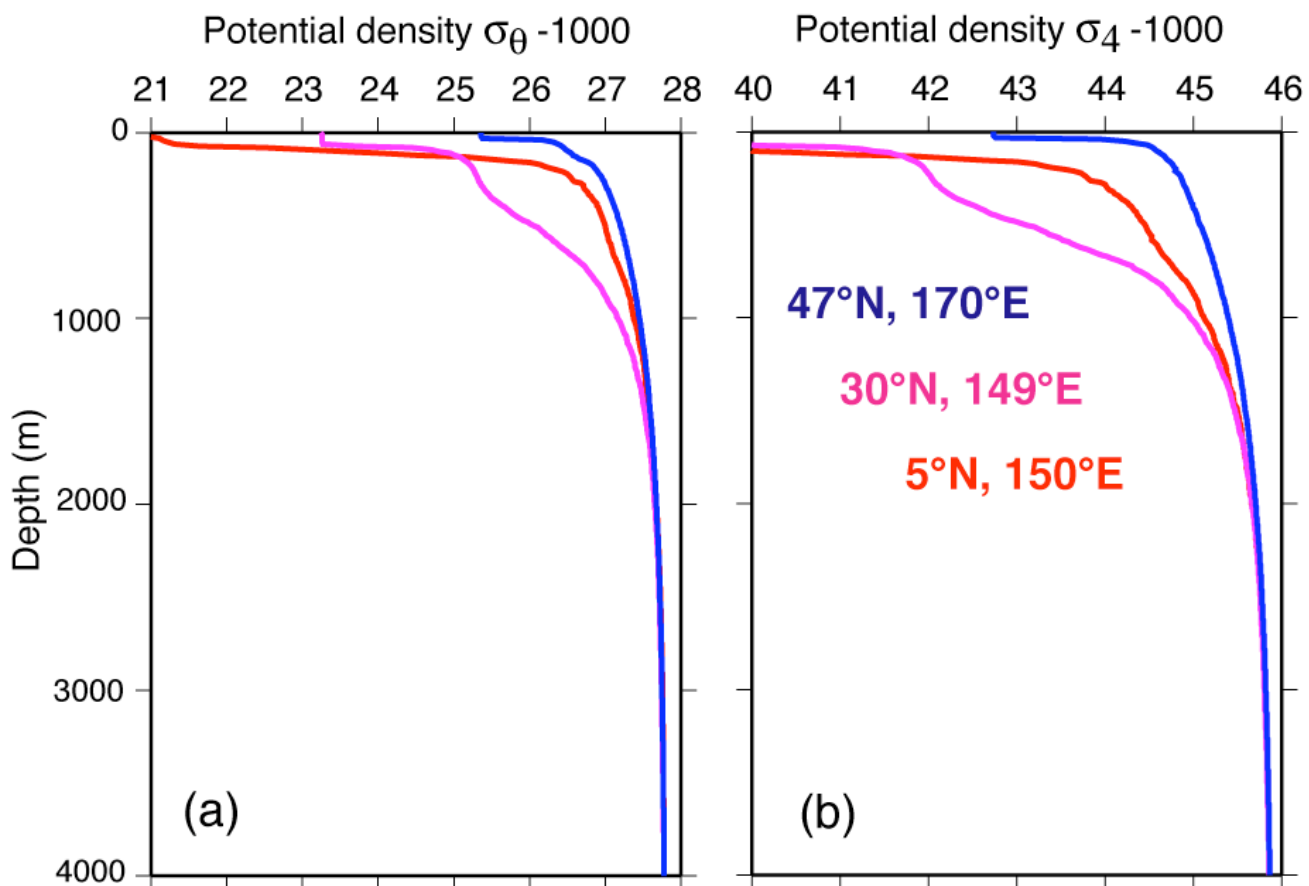 Potential density σθ -1000
21 22 23 24 25 26 27 28
0
1000
2000
3000
4000
Depth (m)
(a)
Potential density σ4 -1000
40 41 42 43 44 45 46
47°N, 170°E
30°N, 149°E
5°N, 150°E
(b)